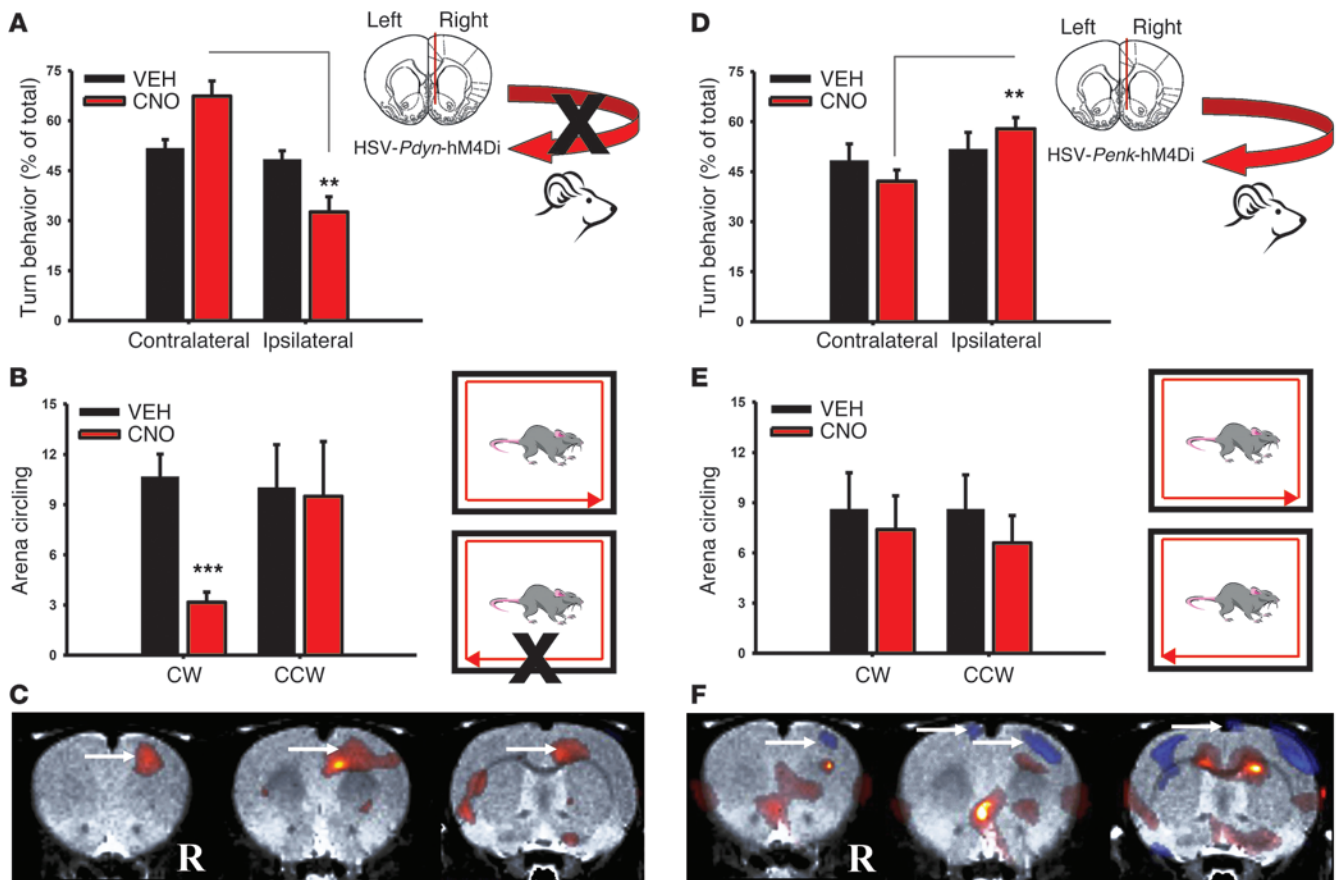 A
Left Right
75
60
45
30
15
0
Turn behavior (% of total)
VEH
CNO
**
HSV-Pdyn-hM4Di
X
Contralateral Ipsilateral
D
Left Right
75
60
45
30
15
0
Turn behavior (% of total)
VEH
CNO
**
HSV-Penk-hM4Di
Contralateral Ipsilateral
B
15
12
9
6
3
0
Arena circling
VEH
CNO
***
X
CW CCW
E
15
12
9
6
3
0
Arena circling
VEH
CNO
CW CCW
C
R
F
R